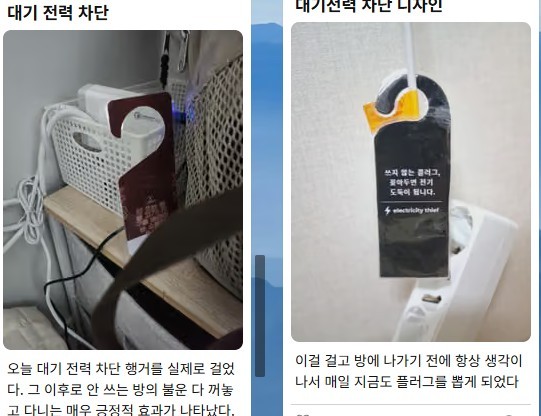 대기 전력 차단
오늘 대기 전력 차단 행거를 실제로 걸었
다. 그 이후로 안 쓰는 방의 불은 다 꺼놓
고 다니는 매우 긍정적 효과가 나타났다.
대기전력 차단 디자인
쓰지 않는 플러그,
꽂아두면 전기
도둑이 됩니다.
electricity thief
이걸 걸고 방에 나가기 전에 항상 생각이
나서 매일 지금도 플러그를 뽑게 되었다